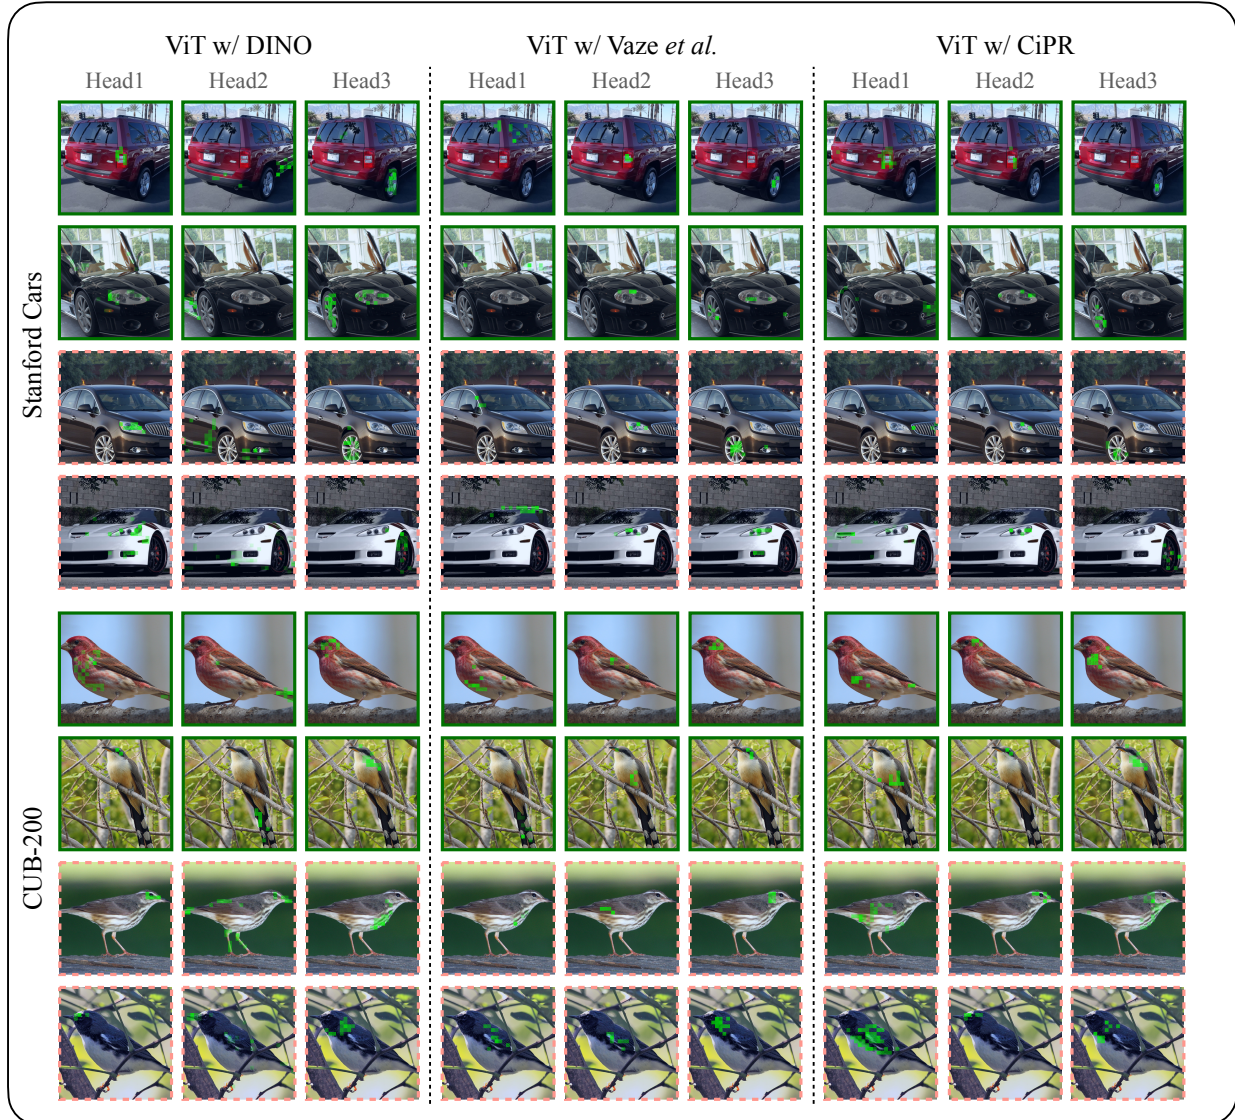 ViT w/ DINO ViT w/ Vaze et al. ViT w/ CiPR
Head1 Head2 Head3 Head1 Head2 Head3 Head1 Head2 Head3
Stanford Cars
CUB-200